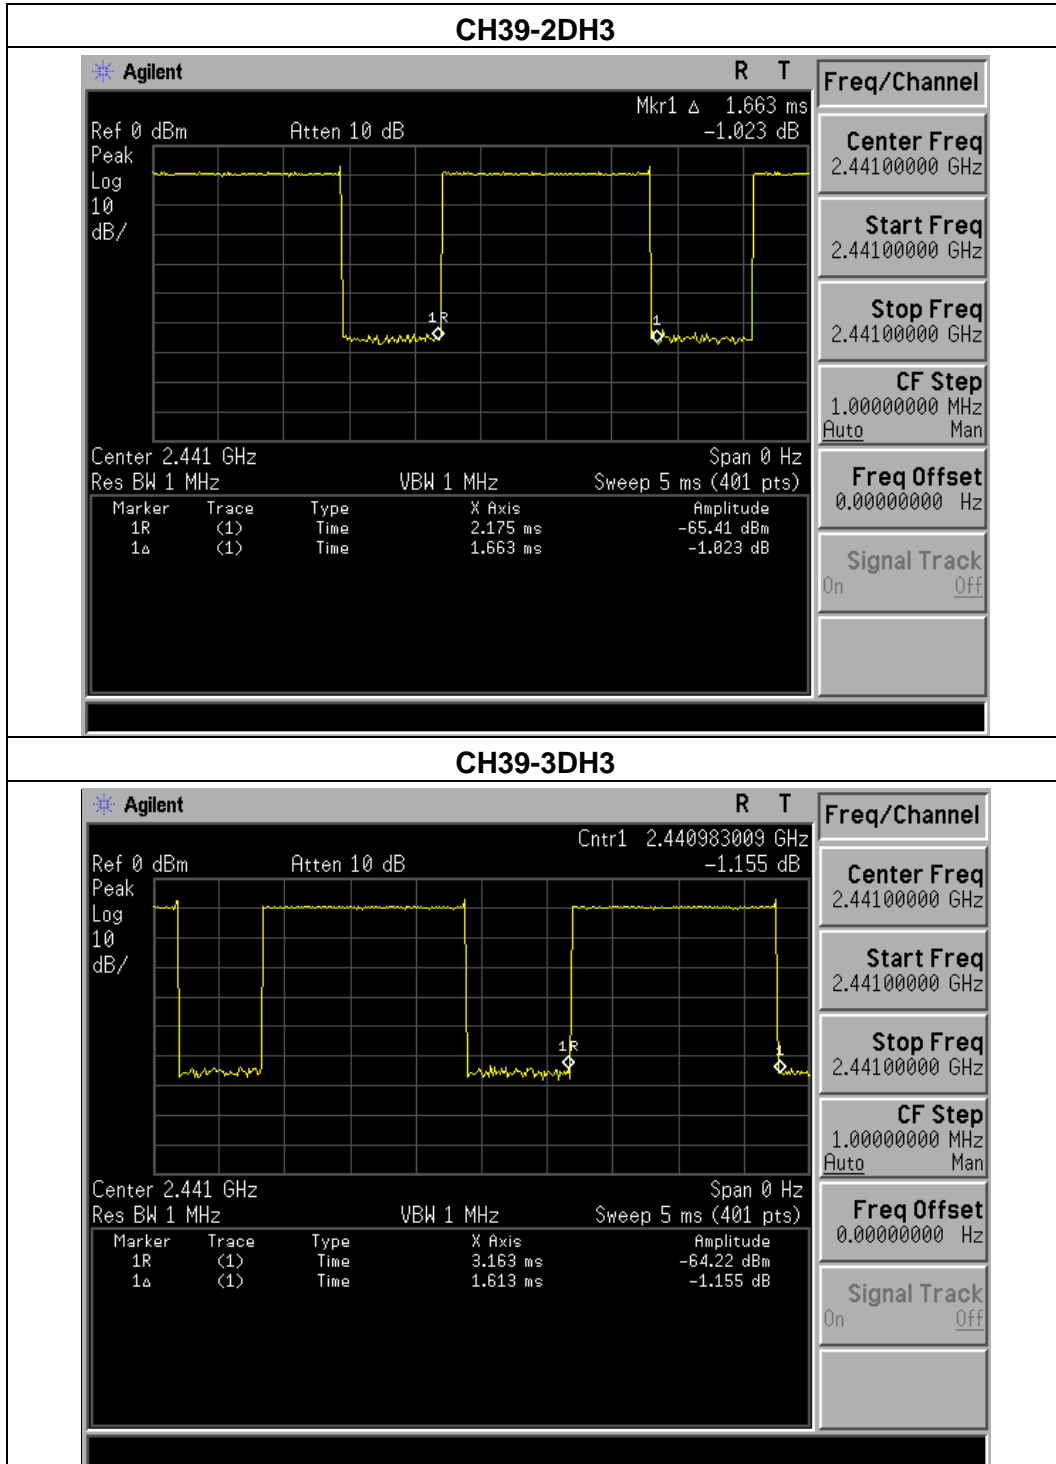 CH39-2DH3
Agilent R T
Freq/Channel
Mkr1 Δ 1.663 ms
Ref 0 dBm Atten 10 dB -1.023 dB
Peak
Log
10
dB/
1R
1
Center 2.441 GHz Span 0 Hz
Res BW 1 MHz VBW 1 MHz Sweep 5 ms (401 pts)
Marker Trace Type X Axis Amplitude
1R (1) Time 2.175 ms -65.41 dBm
1Δ (1) Time 1.663 ms -1.023 dB
Center Freq
2.44100000 GHz
Start Freq
2.44100000 GHz
Stop Freq
2.44100000 GHz
CF Step
1.00000000 MHz
Auto Man
Freq Offset
0.00000000 Hz
Signal Track
On Off
CH39-3DH3
Agilent R T
Freq/Channel
Cntr1 2.440983009 GHz
Ref 0 dBm Atten 10 dB -1.155 dB
Peak
Log
10
dB/
1R
1
Center 2.441 GHz Span 0 Hz
Res BW 1 MHz VBW 1 MHz Sweep 5 ms (401 pts)
Marker Trace Type X Axis Amplitude
1R (1) Time 3.163 ms -64.22 dBm
1Δ (1) Time 1.613 ms -1.155 dB
Center Freq
2.44100000 GHz
Start Freq
2.44100000 GHz
Stop Freq
2.44100000 GHz
CF Step
1.00000000 MHz
Auto Man
Freq Offset
0.00000000 Hz
Signal Track
On Off